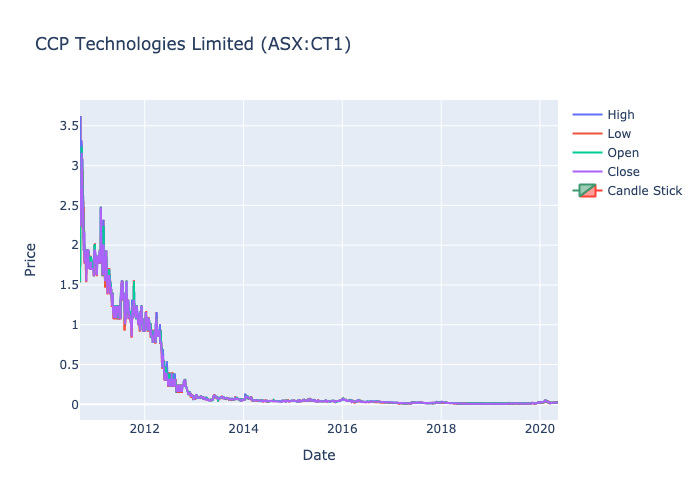 CCP Technologies Limited (ASX:CT1)
High
Low
Open
Close
Candle Stick
3.5
3
2.5
2
1.5
1
0.5
0
Price
2012
2014
2016
2018
2020
Date